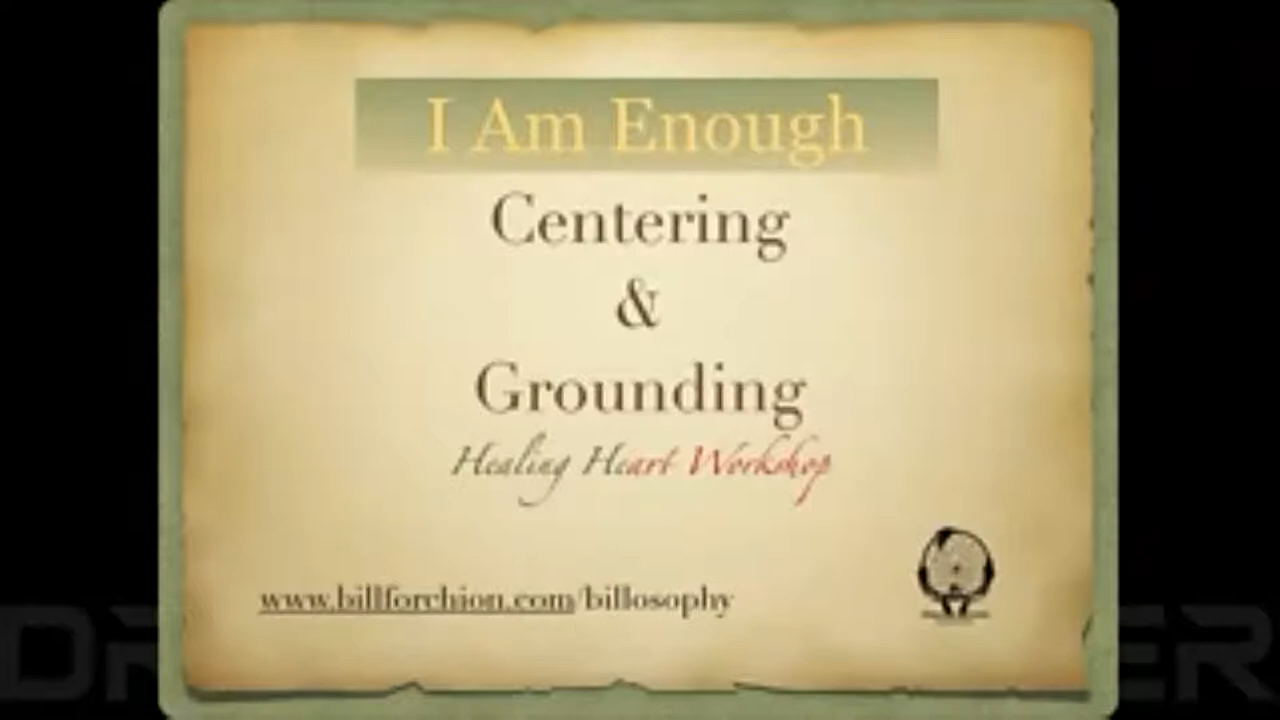 I Am Enough
Centering
&
Grounding
Healing Heart Workshop
www.billforchion.com/billosophy